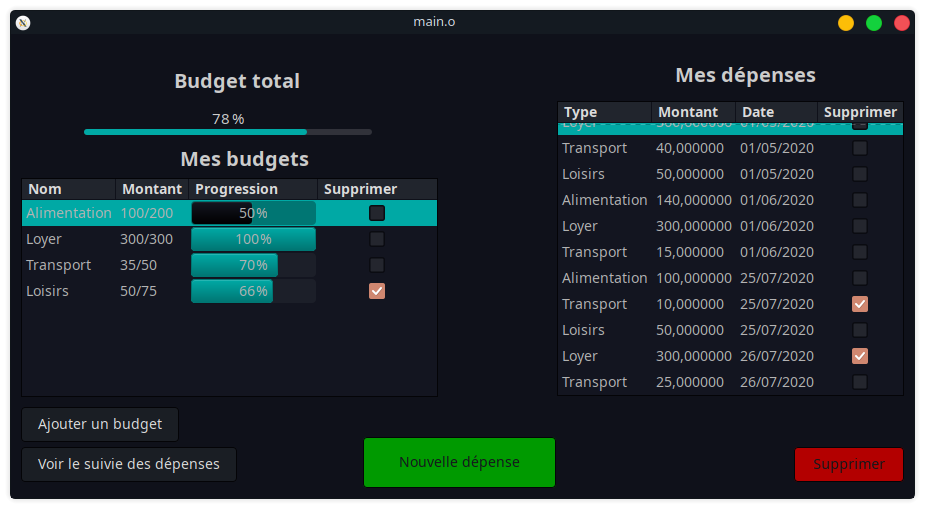 main.o
Budget total
78 %
Mes budgets
Nom Montant Progression Supprimer
Alimentation 100/200 50 %
Loyer 300/300 100 %
Transport 35/50 70 %
Loisirs 50/75 66 %
Ajouter un budget
Voir le suivie des dépenses
Nouvelle dépense
Mes dépenses
Type Montant Date Supprimer
Loyer 01/05/2020
Transport 40,000000 01/05/2020
Loisirs 50,000000 01/05/2020
Alimentation 140,000000 01/06/2020
Loyer 300,000000 01/06/2020
Transport 15,000000 01/06/2020
Alimentation 100,000000 25/07/2020
Transport 10,000000 25/07/2020
Loisirs 50,000000 25/07/2020
Loyer 300,000000 26/07/2020
Transport 25,000000 26/07/2020
Supprimer